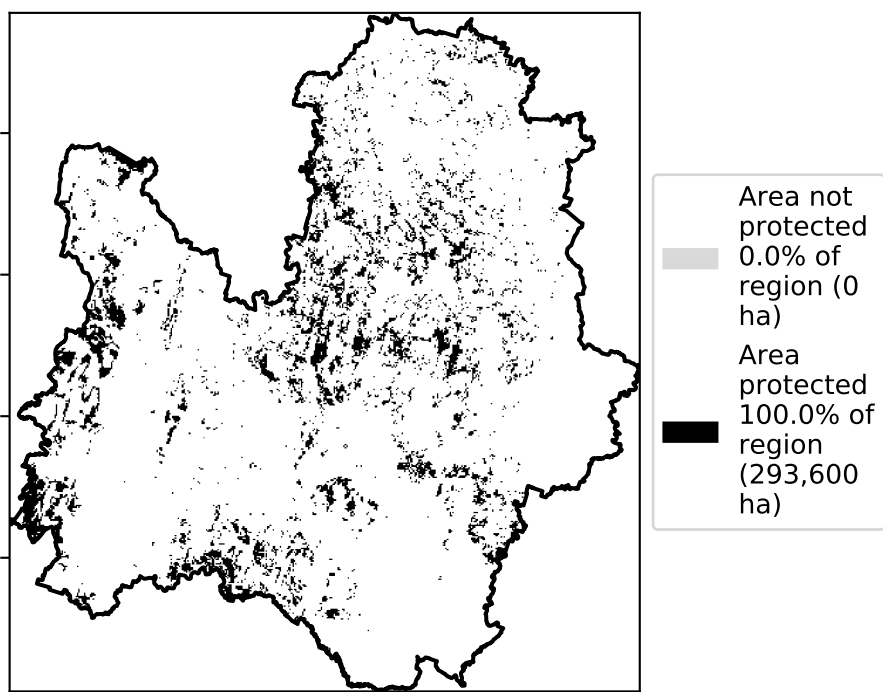 Area not
protected
0.0% of
region (0
ha)
Area
protected
100.0% of
region
(293,600
ha)